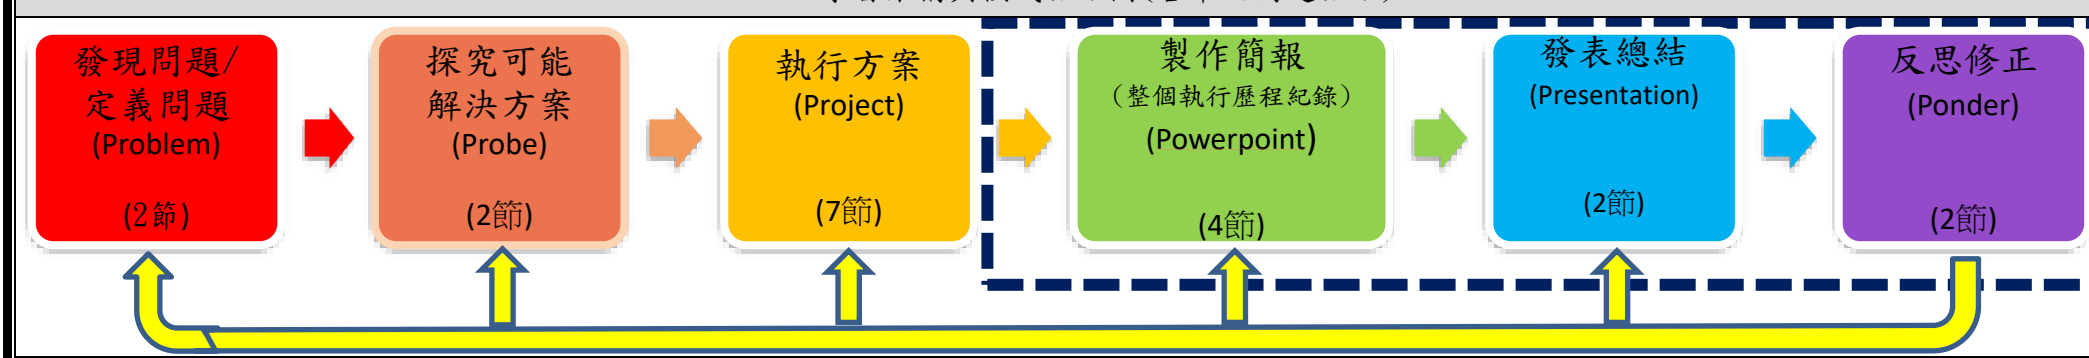 發現問題/
定義問題
(Problem)
(2節)
探究可能
解決方案
(Probe)
(2節)
執行方案
(Project)
(7節)
製作簡報
（整個執行歷程紀錄）
(Powerpoint)
(4節)
發表總結
(Presentation)
(2節)
反思修正
(Ponder)
(2節)